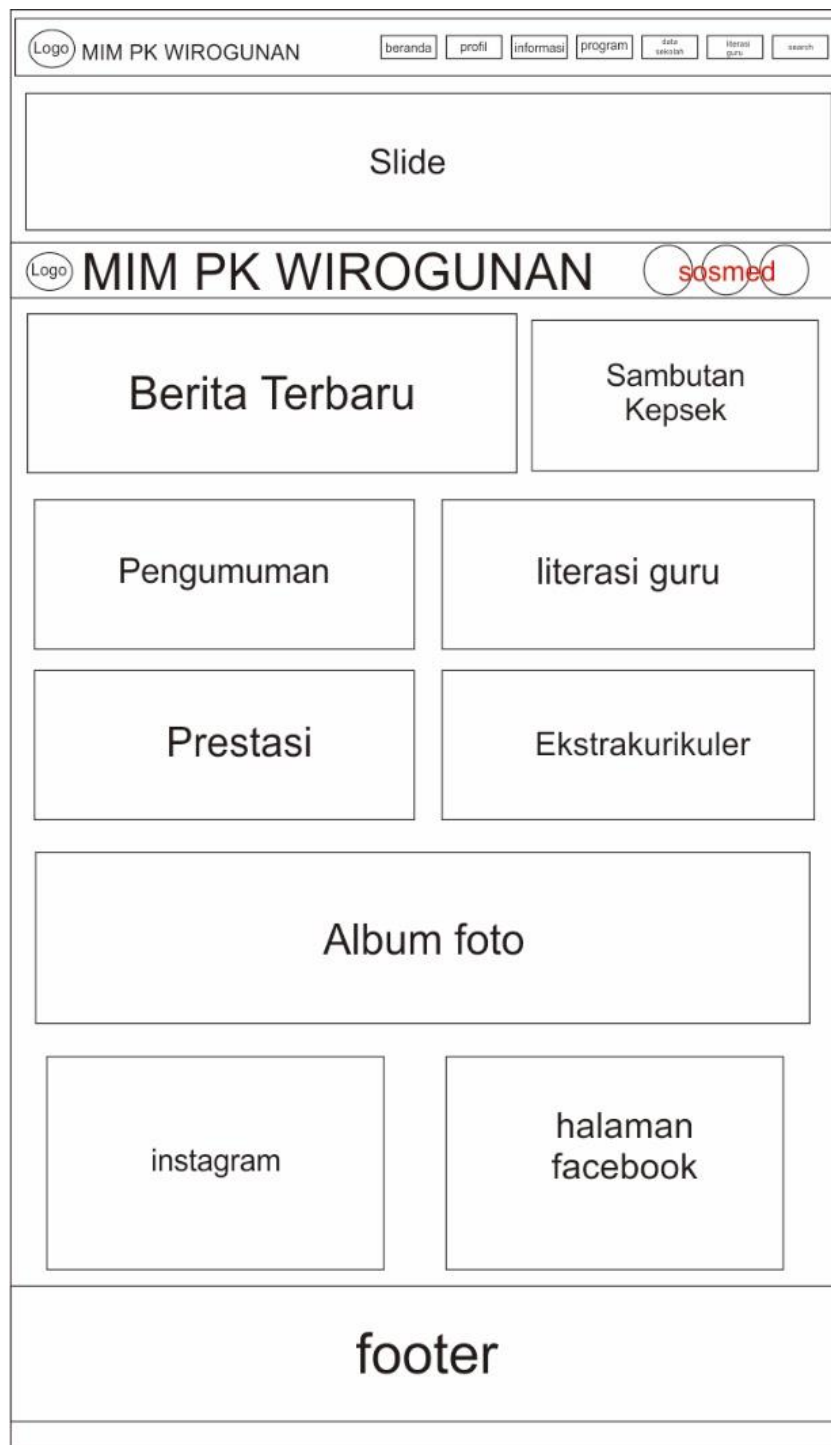 Logo MIM PK WIROGUNAN beranda profil informasi program data sekolah literasi guru search
Slide
Logo MIM PK WIROGUNAN sosmed
Berita Terbaru
Sambutan
Kepsek
Pengumuman
literasi guru
Prestasi
Ekstrakurikuler
Album foto
instagram
halaman
facebook
footer